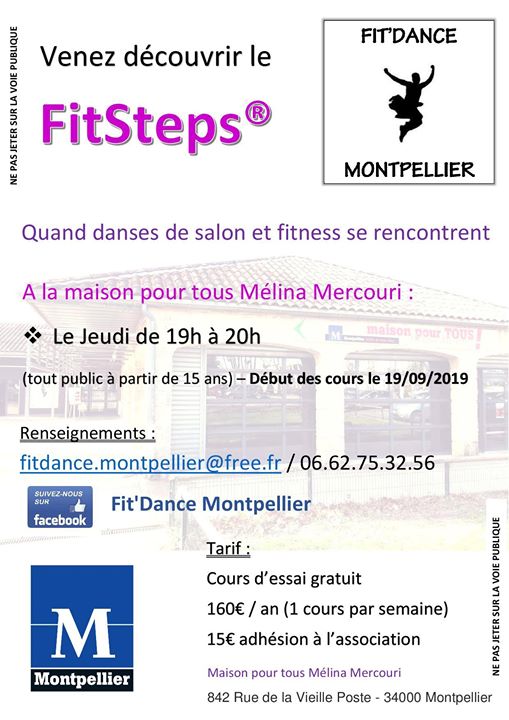 NE PAS JETER SUR LA VOIE PUBLIQUE
Venez découvrir le
FitSteps®
FIT'DANCE
MONTPELLIER
Quand danses de salon et fitness se rencontrent
A la maison pour tous Mélina Mercouri :
❖ Le Jeudi de 19h à 20h
M maison pour TOUS!
(tout public à partir de 15 ans) – Début des cours le 19/09/2019
Renseignements :
fitdance.montpellier@free.fr / 06.62.75.32.56
SUIVEZ-NOUS
SUR
facebook
Fit'Dance Montpellier
Tarif :
Cours d'essai gratuit
160€ / an (1 cours par semaine)
15€ adhésion à l'association
M
Montpellier
Maison pour tous Mélina Mercouri
842 Rue de la Vieille Poste - 34000 Montpellier
NE PAS JETER SUR LA VOIE PUBLIQUE